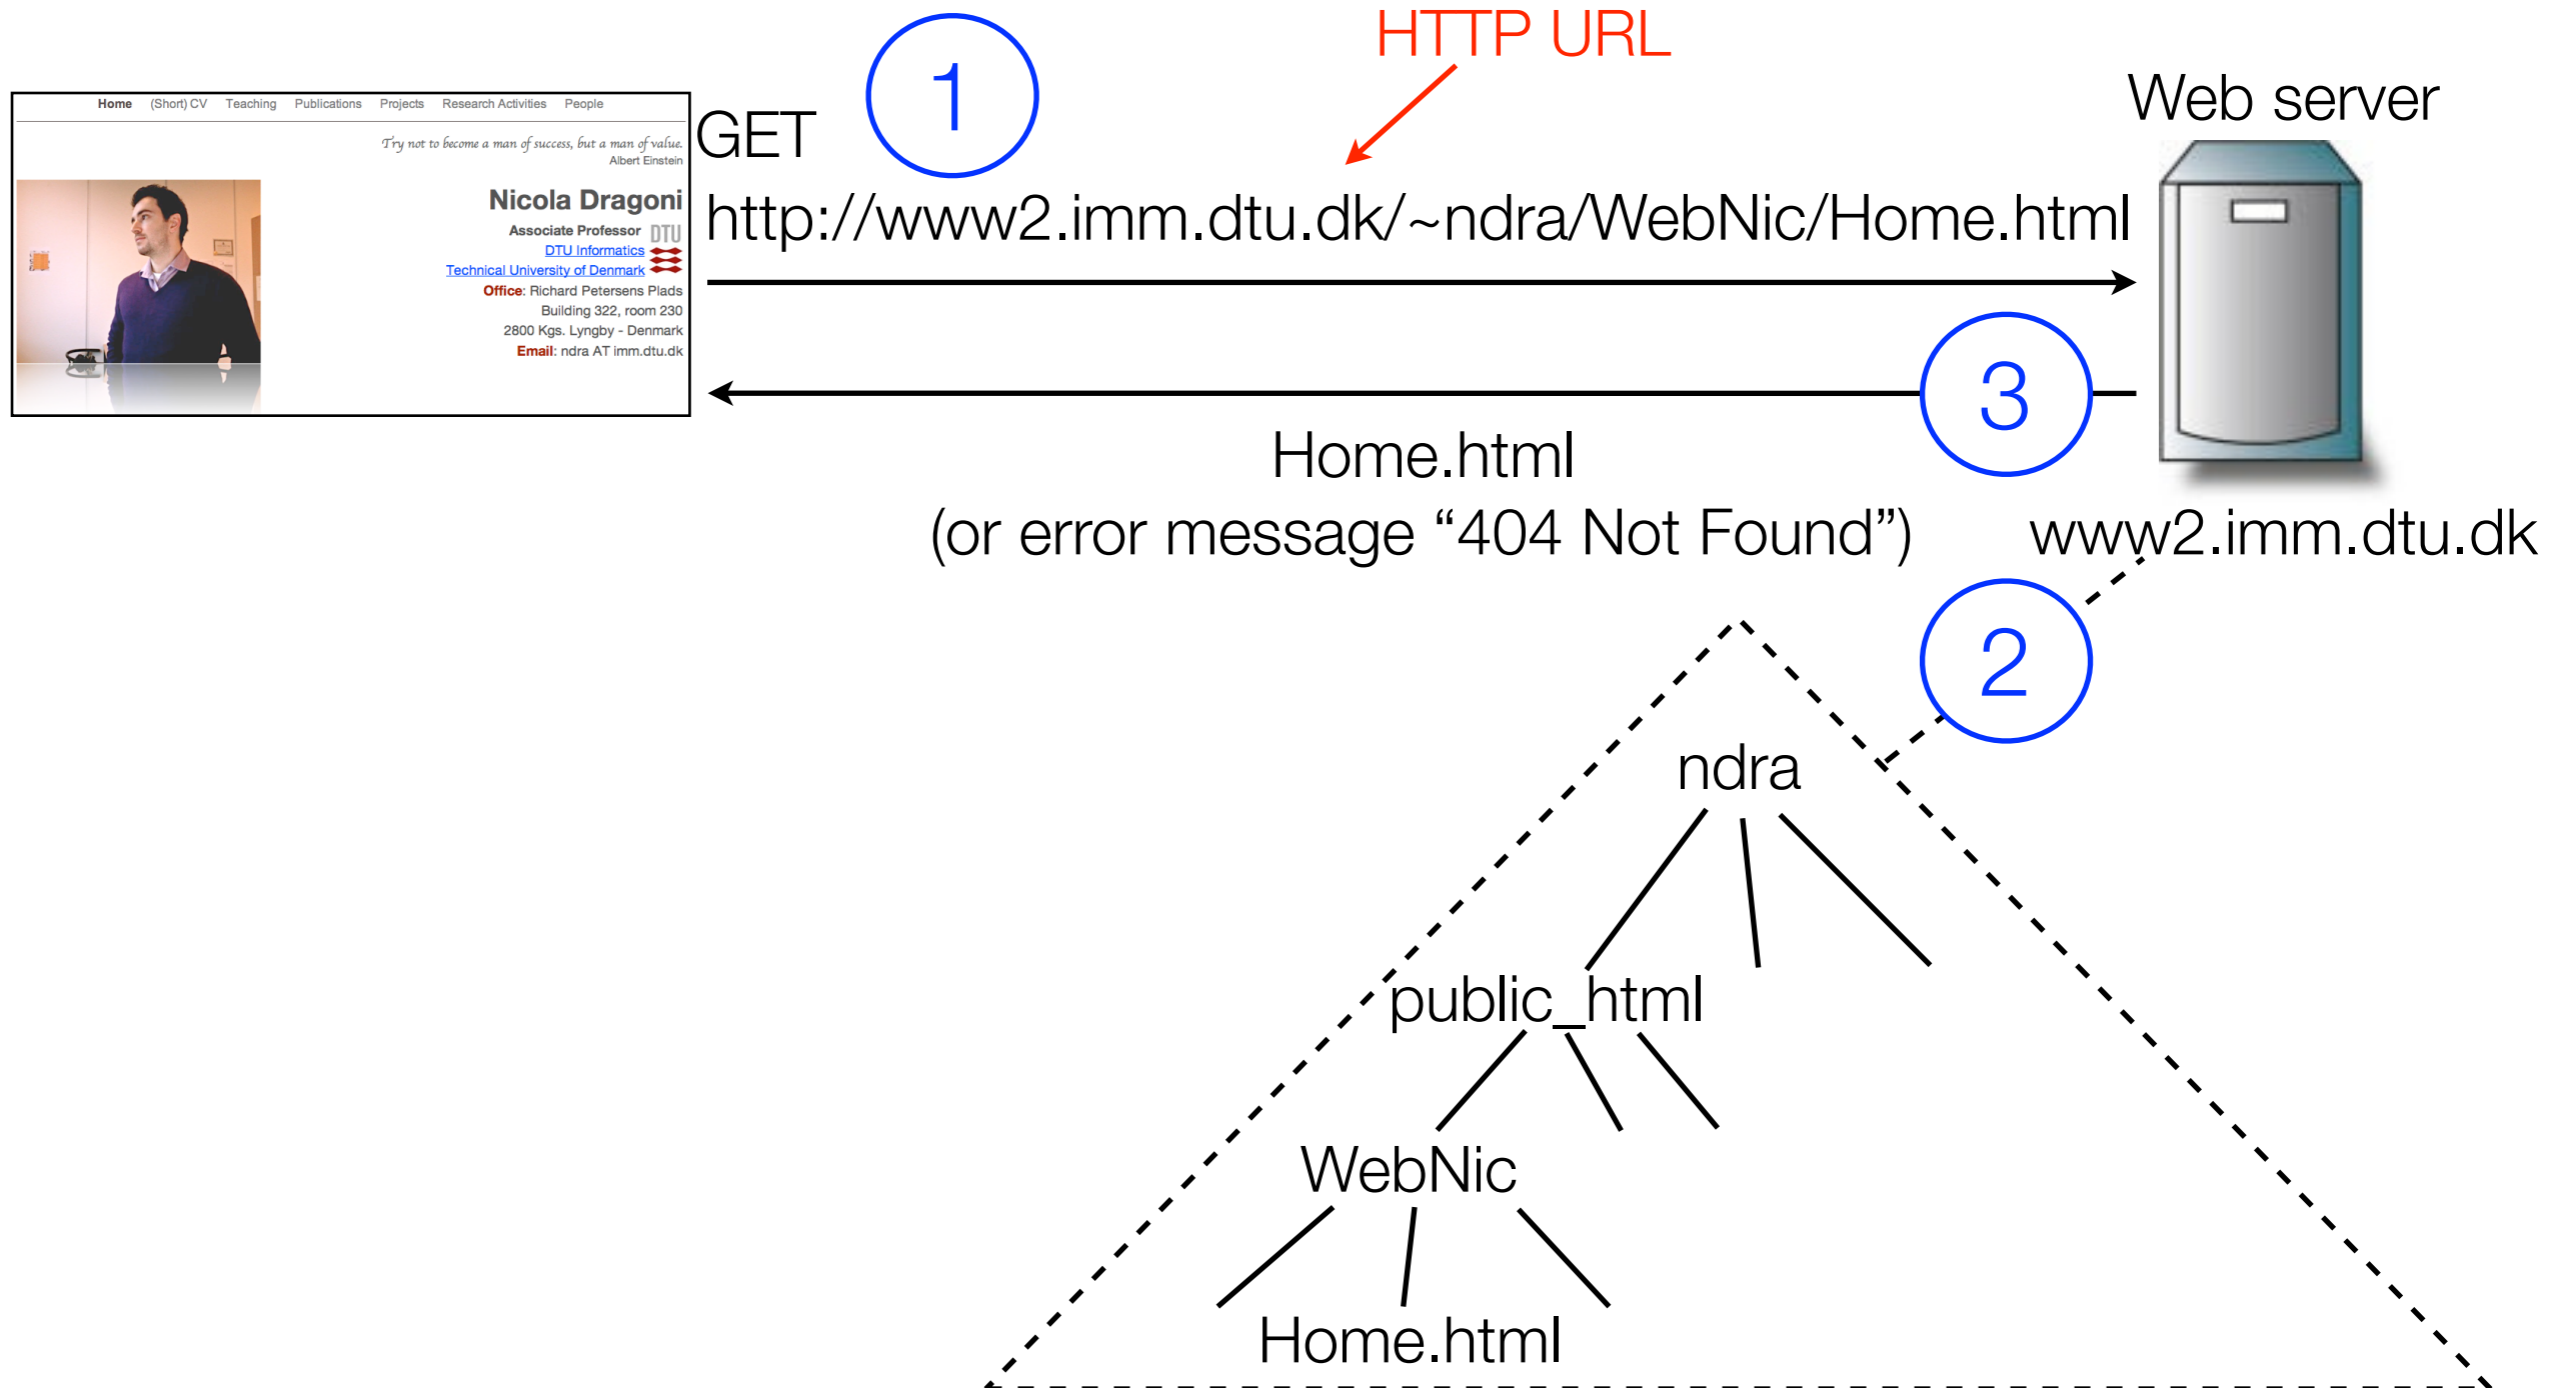 HTTP URL
1
Web server
Home (Short) CV Teaching Publications Projects Research Activities People
Try not to become a man of success, but a man of value.
Albert Einstein
Nicola Dragoni
Associate Professor DTU
DTU Informatics
Technical University of Denmark
Office: Richard Petersens Plads
Building 322, room 230
2800 Kgs. Lyngby - Denmark
Email: ndra AT imm.dtu.dk
GET
http://www2.imm.dtu.dk/~ndra/WebNic/Home.html
3
Home.html
(or error message “404 Not Found”)
www2.imm.dtu.dk
2
ndra
public_html
WebNic
Home.html